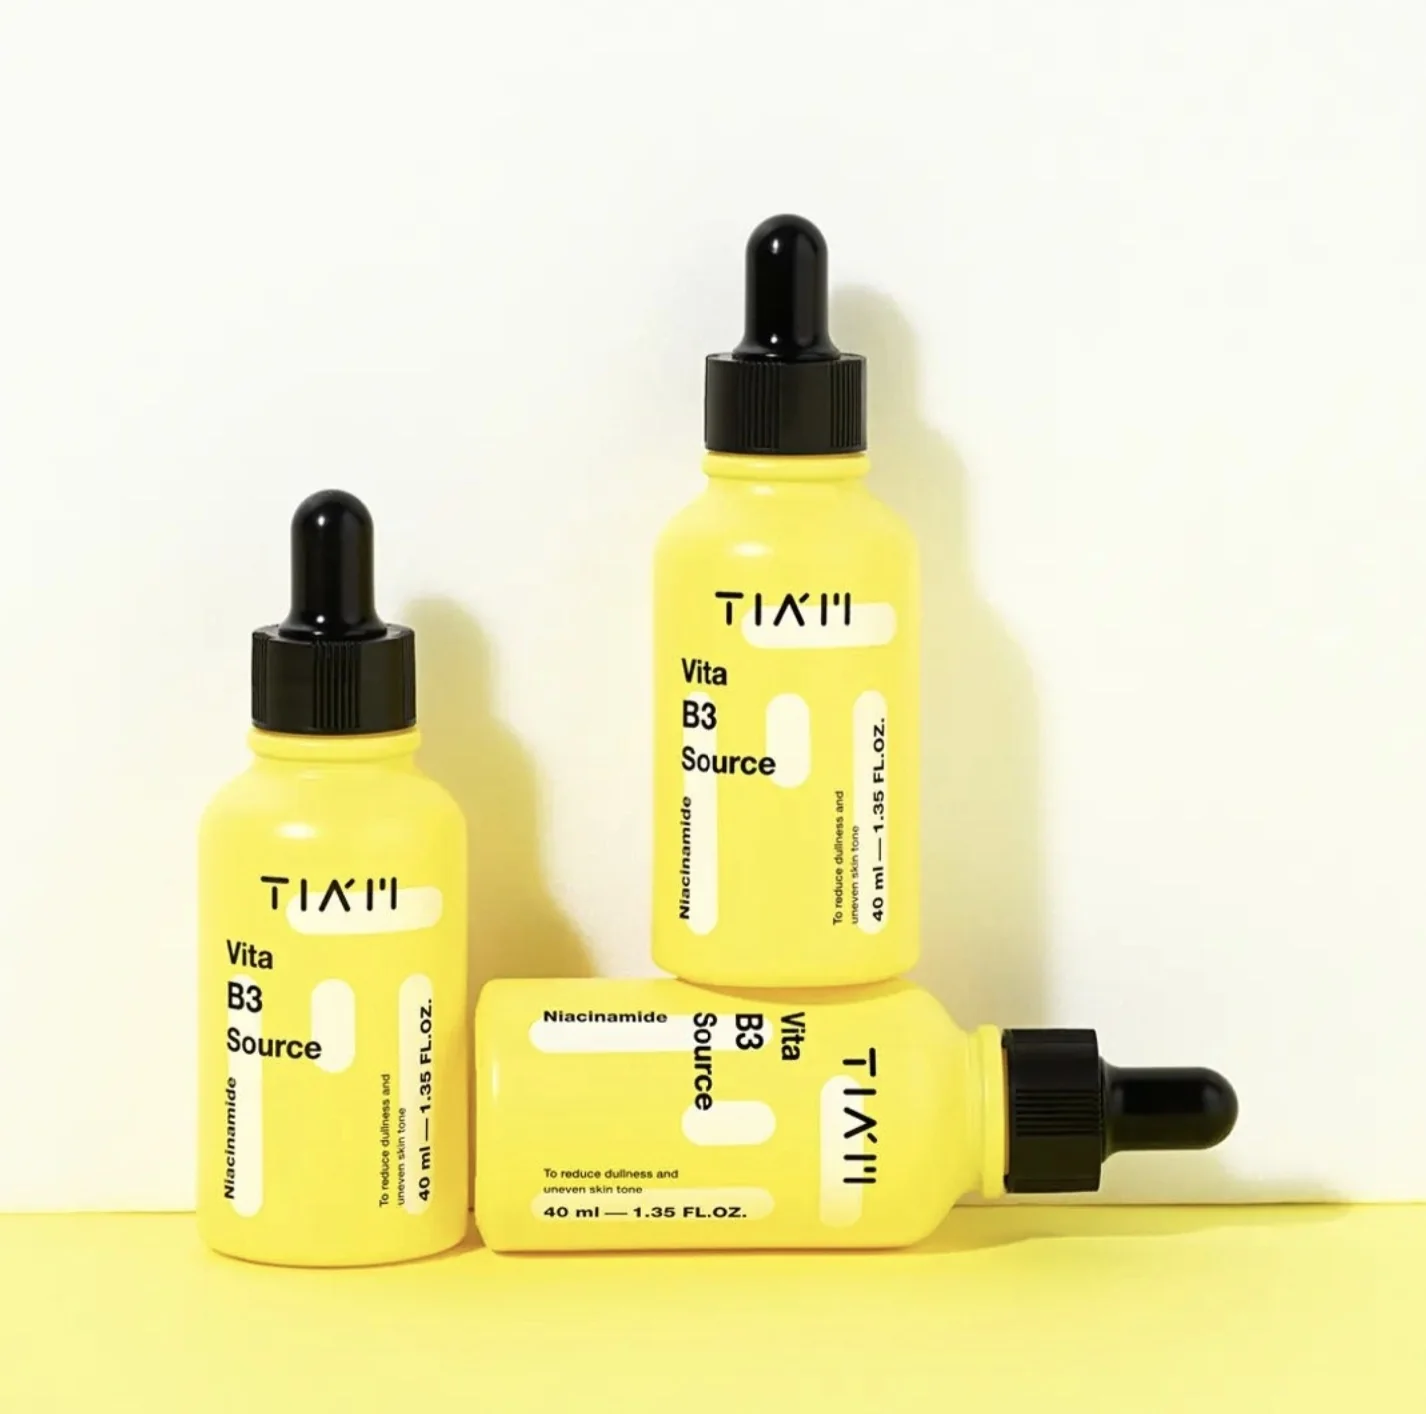 TIA'M
Vita
B3
Source
Niacinamide
To reduce dullness and
uneven skin tone
40 ml — 1.35 FL.OZ.
TIA'M
Vita
B3
Source
Niacinamide
To reduce dullness and
uneven skin tone
40 ml — 1.35 FL.OZ.
TIA'M
Vita
B3
Source
Niacinamide
To reduce dullness and
uneven skin tone
40 ml — 1.35 FL.OZ.